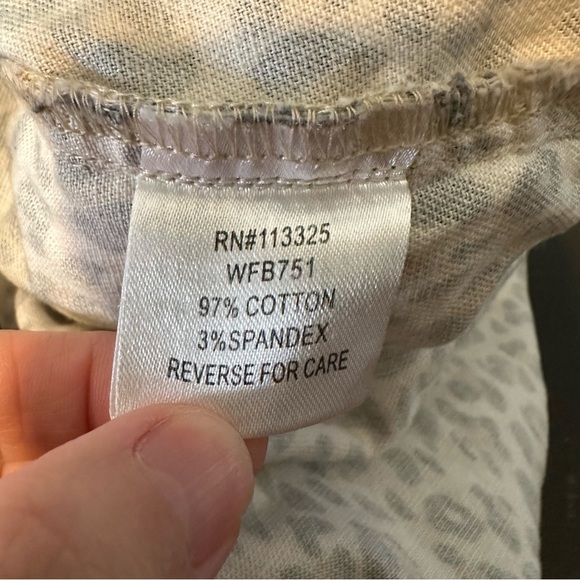 RN#113325
WFB751
97% COTTON
3%SPANDEX
REVERSE FOR CARE